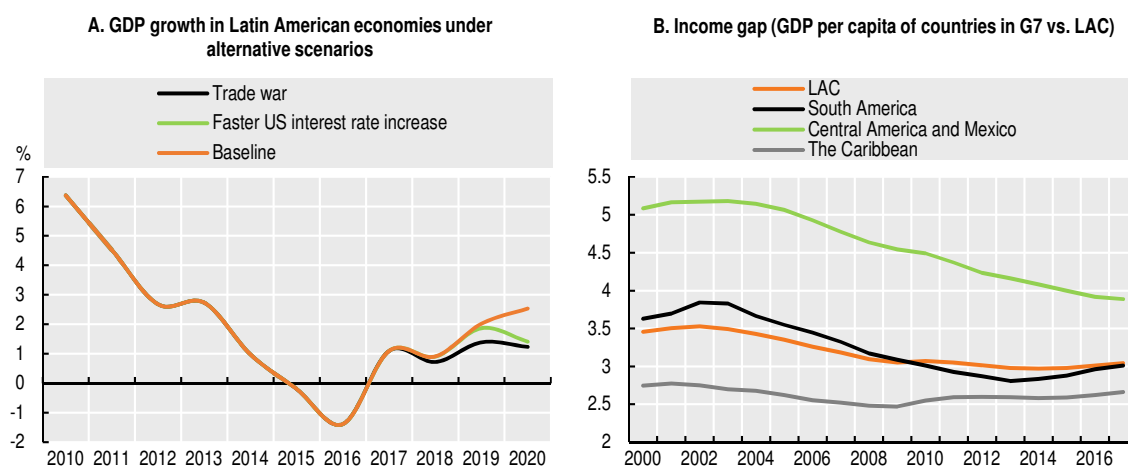 A. GDP growth in Latin American economies under
alternative scenarios
Trade war
Faster US interest rate increase
Baseline
%
7
6
5
4
3
2
1
0
-1
-2
2010 2011 2012 2013 2014 2015 2016 2017 2018 2019 2020
B. Income gap (GDP per capita of countries in G7 vs. LAC)
LAC
South America
Central America and Mexico
The Caribbean
5.5
5
4.5
4
3.5
3
2.5
2
2000 2002 2004 2006 2008 2010 2012 2014 2016